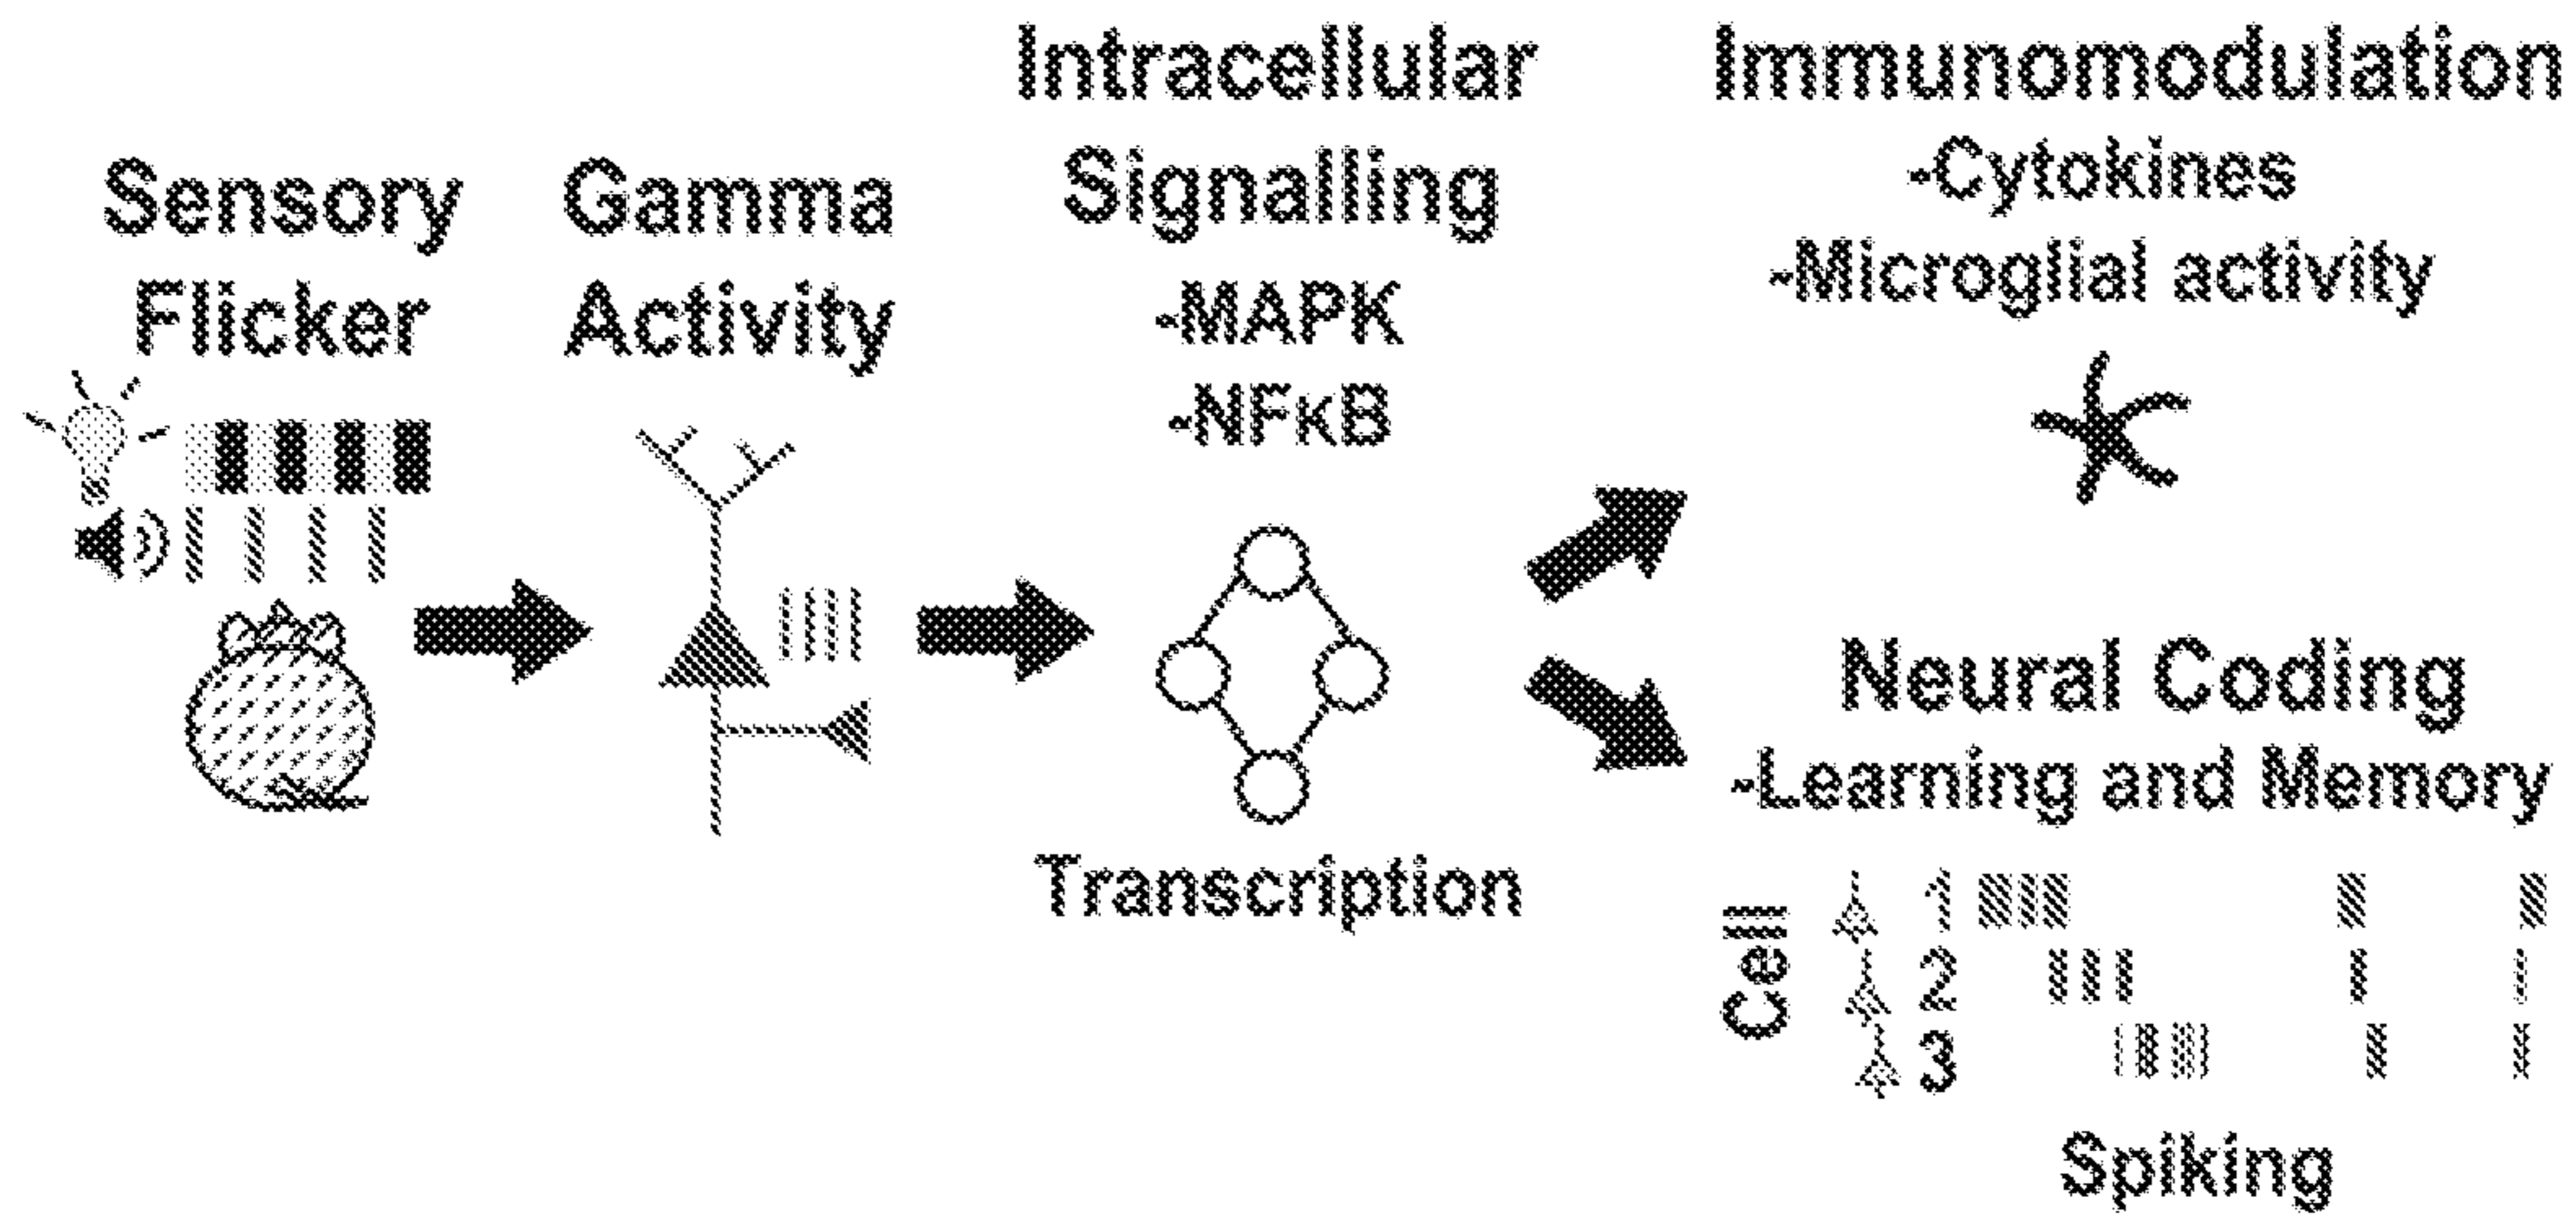 Sensory
Flicker
Gamma
Activity
Intracellular
Signalling
-MAPK
-NFκB
Transcription
Immunomodulation
-Cytokines
-Microglial activity
Neural Coding
-Learning and Memory
Cell
1
2
3
Spiking